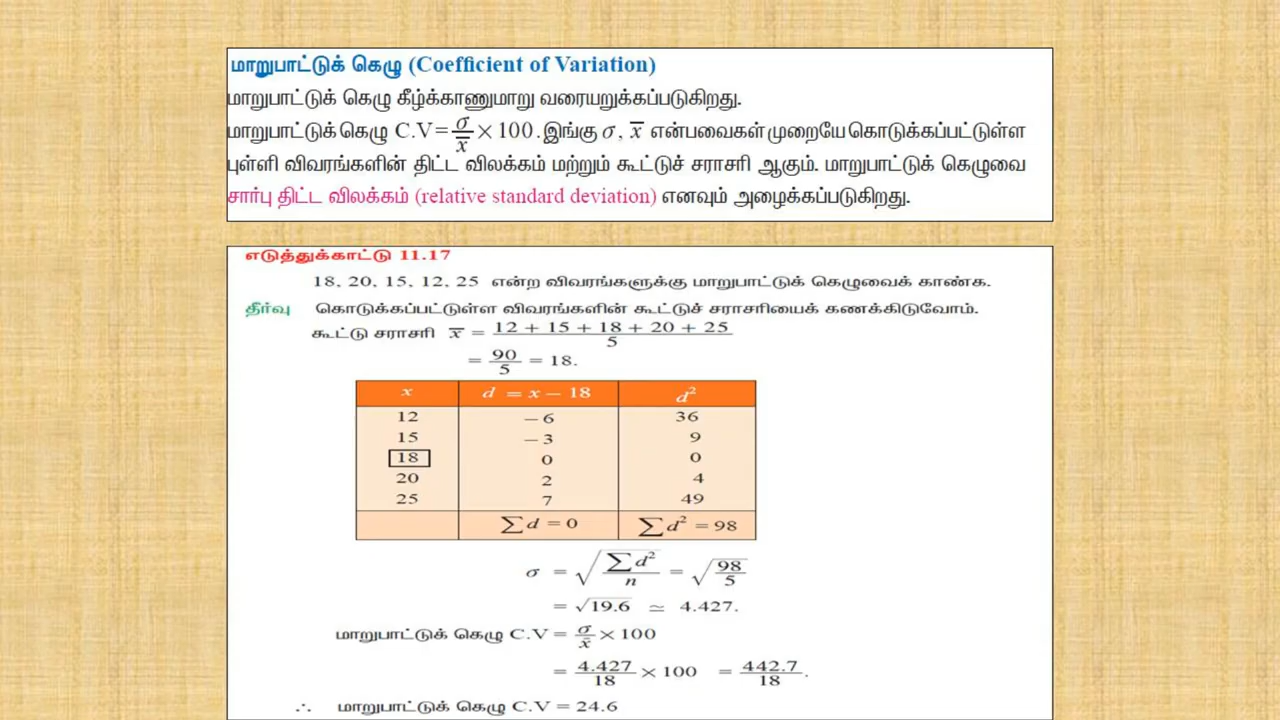 மாறுபாட்டுக் கெழு (Coefficient of Variation)
மாறுபாட்டுக் கெழு கீழ்க்காணுமாறு வரையறுக்கப்படுகிறது.
மாறுபாட்டுக் கெழு C.V = σ/x̅ × 100 . இங்கு σ, x̅ என்பவைகள் முறையே கொடுக்கப்பட்டுள்ள
புள்ளி விவரங்களின் திட்ட விலக்கம் மற்றும் கூட்டுச் சராசரி ஆகும். மாறுபாட்டுக் கெழுவை
சார்பு திட்ட விலக்கம் (relative standard deviation) எனவும் அழைக்கப்படுகிறது.
எடுத்துக்காட்டு 11.17
18, 20, 15, 12, 25 என்ற விவரங்களுக்கு மாறுபாட்டுக் கெழுவைக் காண்க.
தீர்வு கொடுக்கப்பட்டுள்ள விவரங்களின் கூட்டுச் சராசரியைக் கணக்கிடுவோம்.
கூட்டு சராசரி x̅ = (12 + 15 + 18 + 20 + 25)/5
= 90/5 = 18.
x d = x − 18 d²
12 −6 36
15 −3 9
18 0 0
20 2 4
25 7 49
∑d = 0 ∑d² = 98
σ = √(∑d²/n) = √(98/5)
= √19.6 ≃ 4.427.
மாறுபாட்டுக் கெழு C.V = σ/x̅ × 100
= 4.427/18 × 100 = 442.7/18 .
∴ மாறுபாட்டுக் கெழு C.V = 24.6